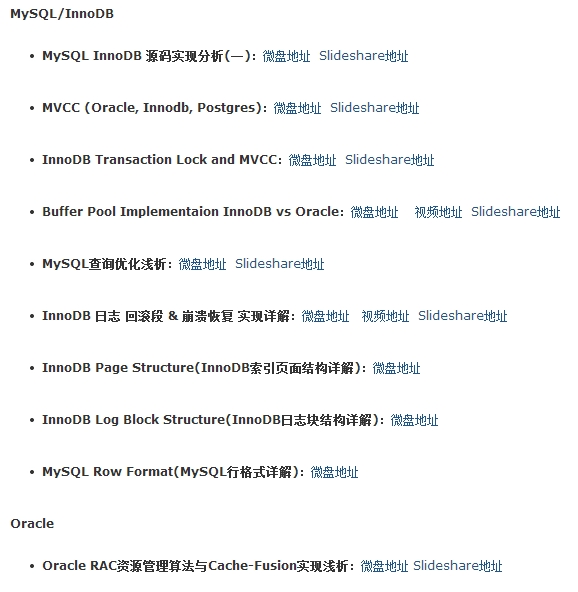 MySQL/InnoDB
• MySQL InnoDB 源码实现分析(一)：微盘地址 Slideshare地址
• MVCC (Oracle, Innodb, Postgres)：微盘地址 Slideshare地址
• InnoDB Transaction Lock and MVCC：微盘地址 Slideshare地址
• Buffer Pool Implementaion InnoDB vs Oracle：微盘地址 视频地址 Slideshare地址
• MySQL查询优化浅析：微盘地址 Slideshare地址
• InnoDB 日志 回滚段 & 崩溃恢复 实现详解：微盘地址 视频地址 Slideshare地址
• InnoDB Page Structure(InnoDB索引页面结构详解)：微盘地址
• InnoDB Log Block Structure(InnoDB日志块结构详解)：微盘地址
• MySQL Row Format(MySQL行格式详解)：微盘地址
Oracle
• Oracle RAC资源管理算法与Cache-Fusion实现浅析：微盘地址 Slideshare地址